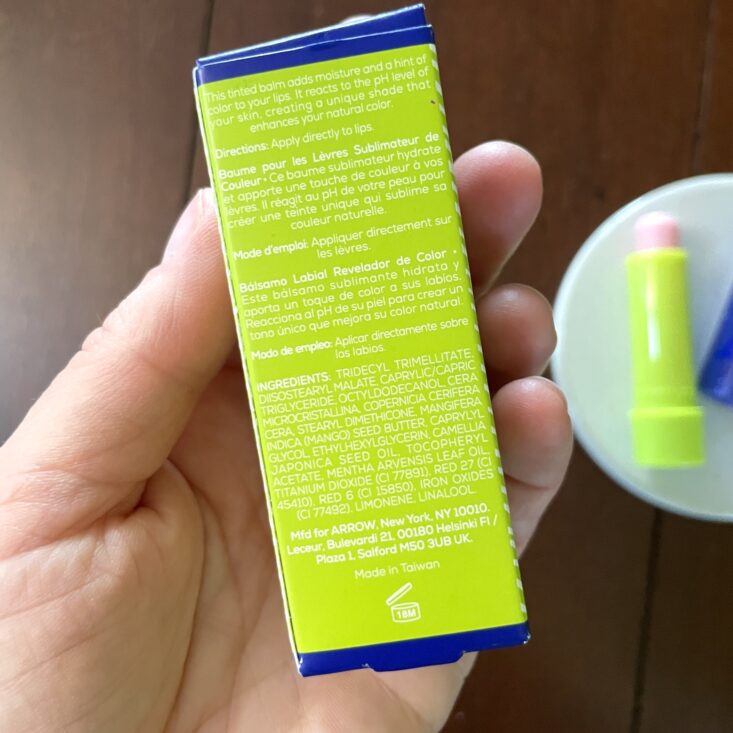 This tinted balm adds moisture and a hint of
color to your lips. It reacts to the pH level of
your skin, creating a unique shade that
enhances your natural color.
Directions: Apply directly to lips.
Baume pour les Lèvres Sublimateur de
Couleur • Ce baume sublimateur hydrate
et apporte une touche de couleur à vos
lèvres. Il réagit au pH de votre peau pour
créer une teinte unique qui sublime sa
couleur naturelle.
Mode d'emploi: Appliquer directement sur
les lèvres.
Bálsamo Labial Revelador de Color •
Este bálsamo sublimante hidrata y
aporta un toque de color a sus labios.
Reacciona al pH de su piel para crear un
tono único que mejora su color natural.
Modo de empleo: Aplicar directamente sobre
los labios.
INGREDIENTS: TRIDECYL TRIMELLITATE,
DIISOSTEARYL MALATE, CAPRYLIC/CAPRIC
TRIGLYCERIDE, OCTYLDODECANOL, CERA
MICROCRISTALLINA, COPERNICIA CERIFERA
CERA, STEARYL DIMETHICONE, MANGIFERA
INDICA (MANGO) SEED BUTTER, CAPRYLYL
GLYCOL, ETHYLHEXYLGLYCERIN, CAMELLIA
JAPONICA SEED OIL, TOCOPHERYL
ACETATE, MENTHA ARVENSIS LEAF OIL,
TITANIUM DIOXIDE (CI 77891), RED 27 (CI
45410), RED 6 (CI 15850), IRON OXIDES
(CI 77492), LIMONENE, LINALOOL.
Mfd for ARROW, New York, NY 10010.
Leceur, Bulevardi 21, 00180 Helsinki FI /
Plaza 1, Salford M50 3UB UK.
Made in Taiwan
18M